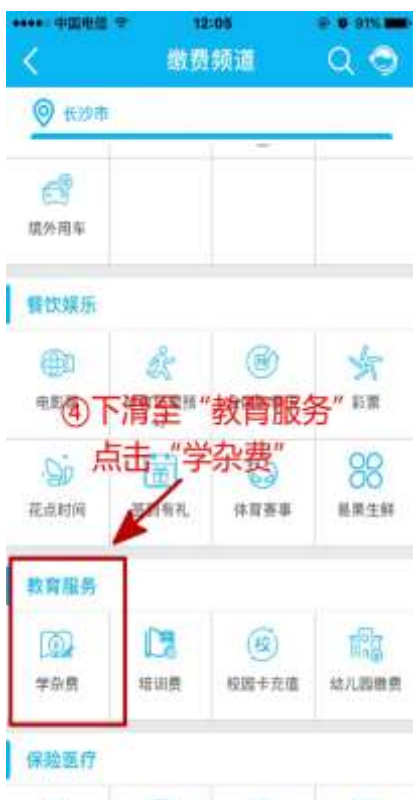 中国电信 12:05 91%
缴费频道
长沙市
境外用车
餐饮娱乐
④下滑至“教育服务”
点击“学杂费”
彩票
花点时间 体育赛事 易果生鲜
教育服务
学杂费 培训费 校园卡充值 幼儿园缴费
保险医疗